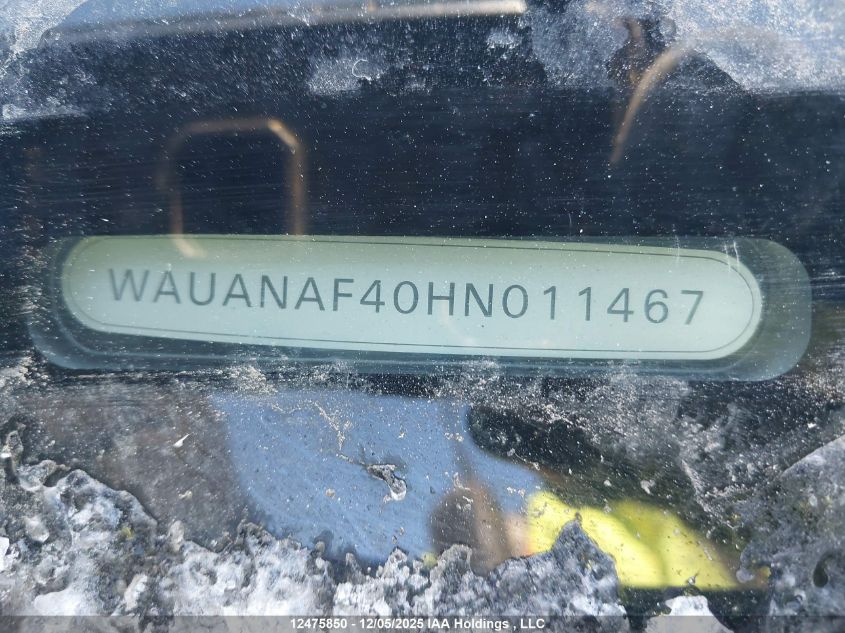 WAUANAF40HN011467
12475850 - 12/05/2025 IAA Holdings , LLC